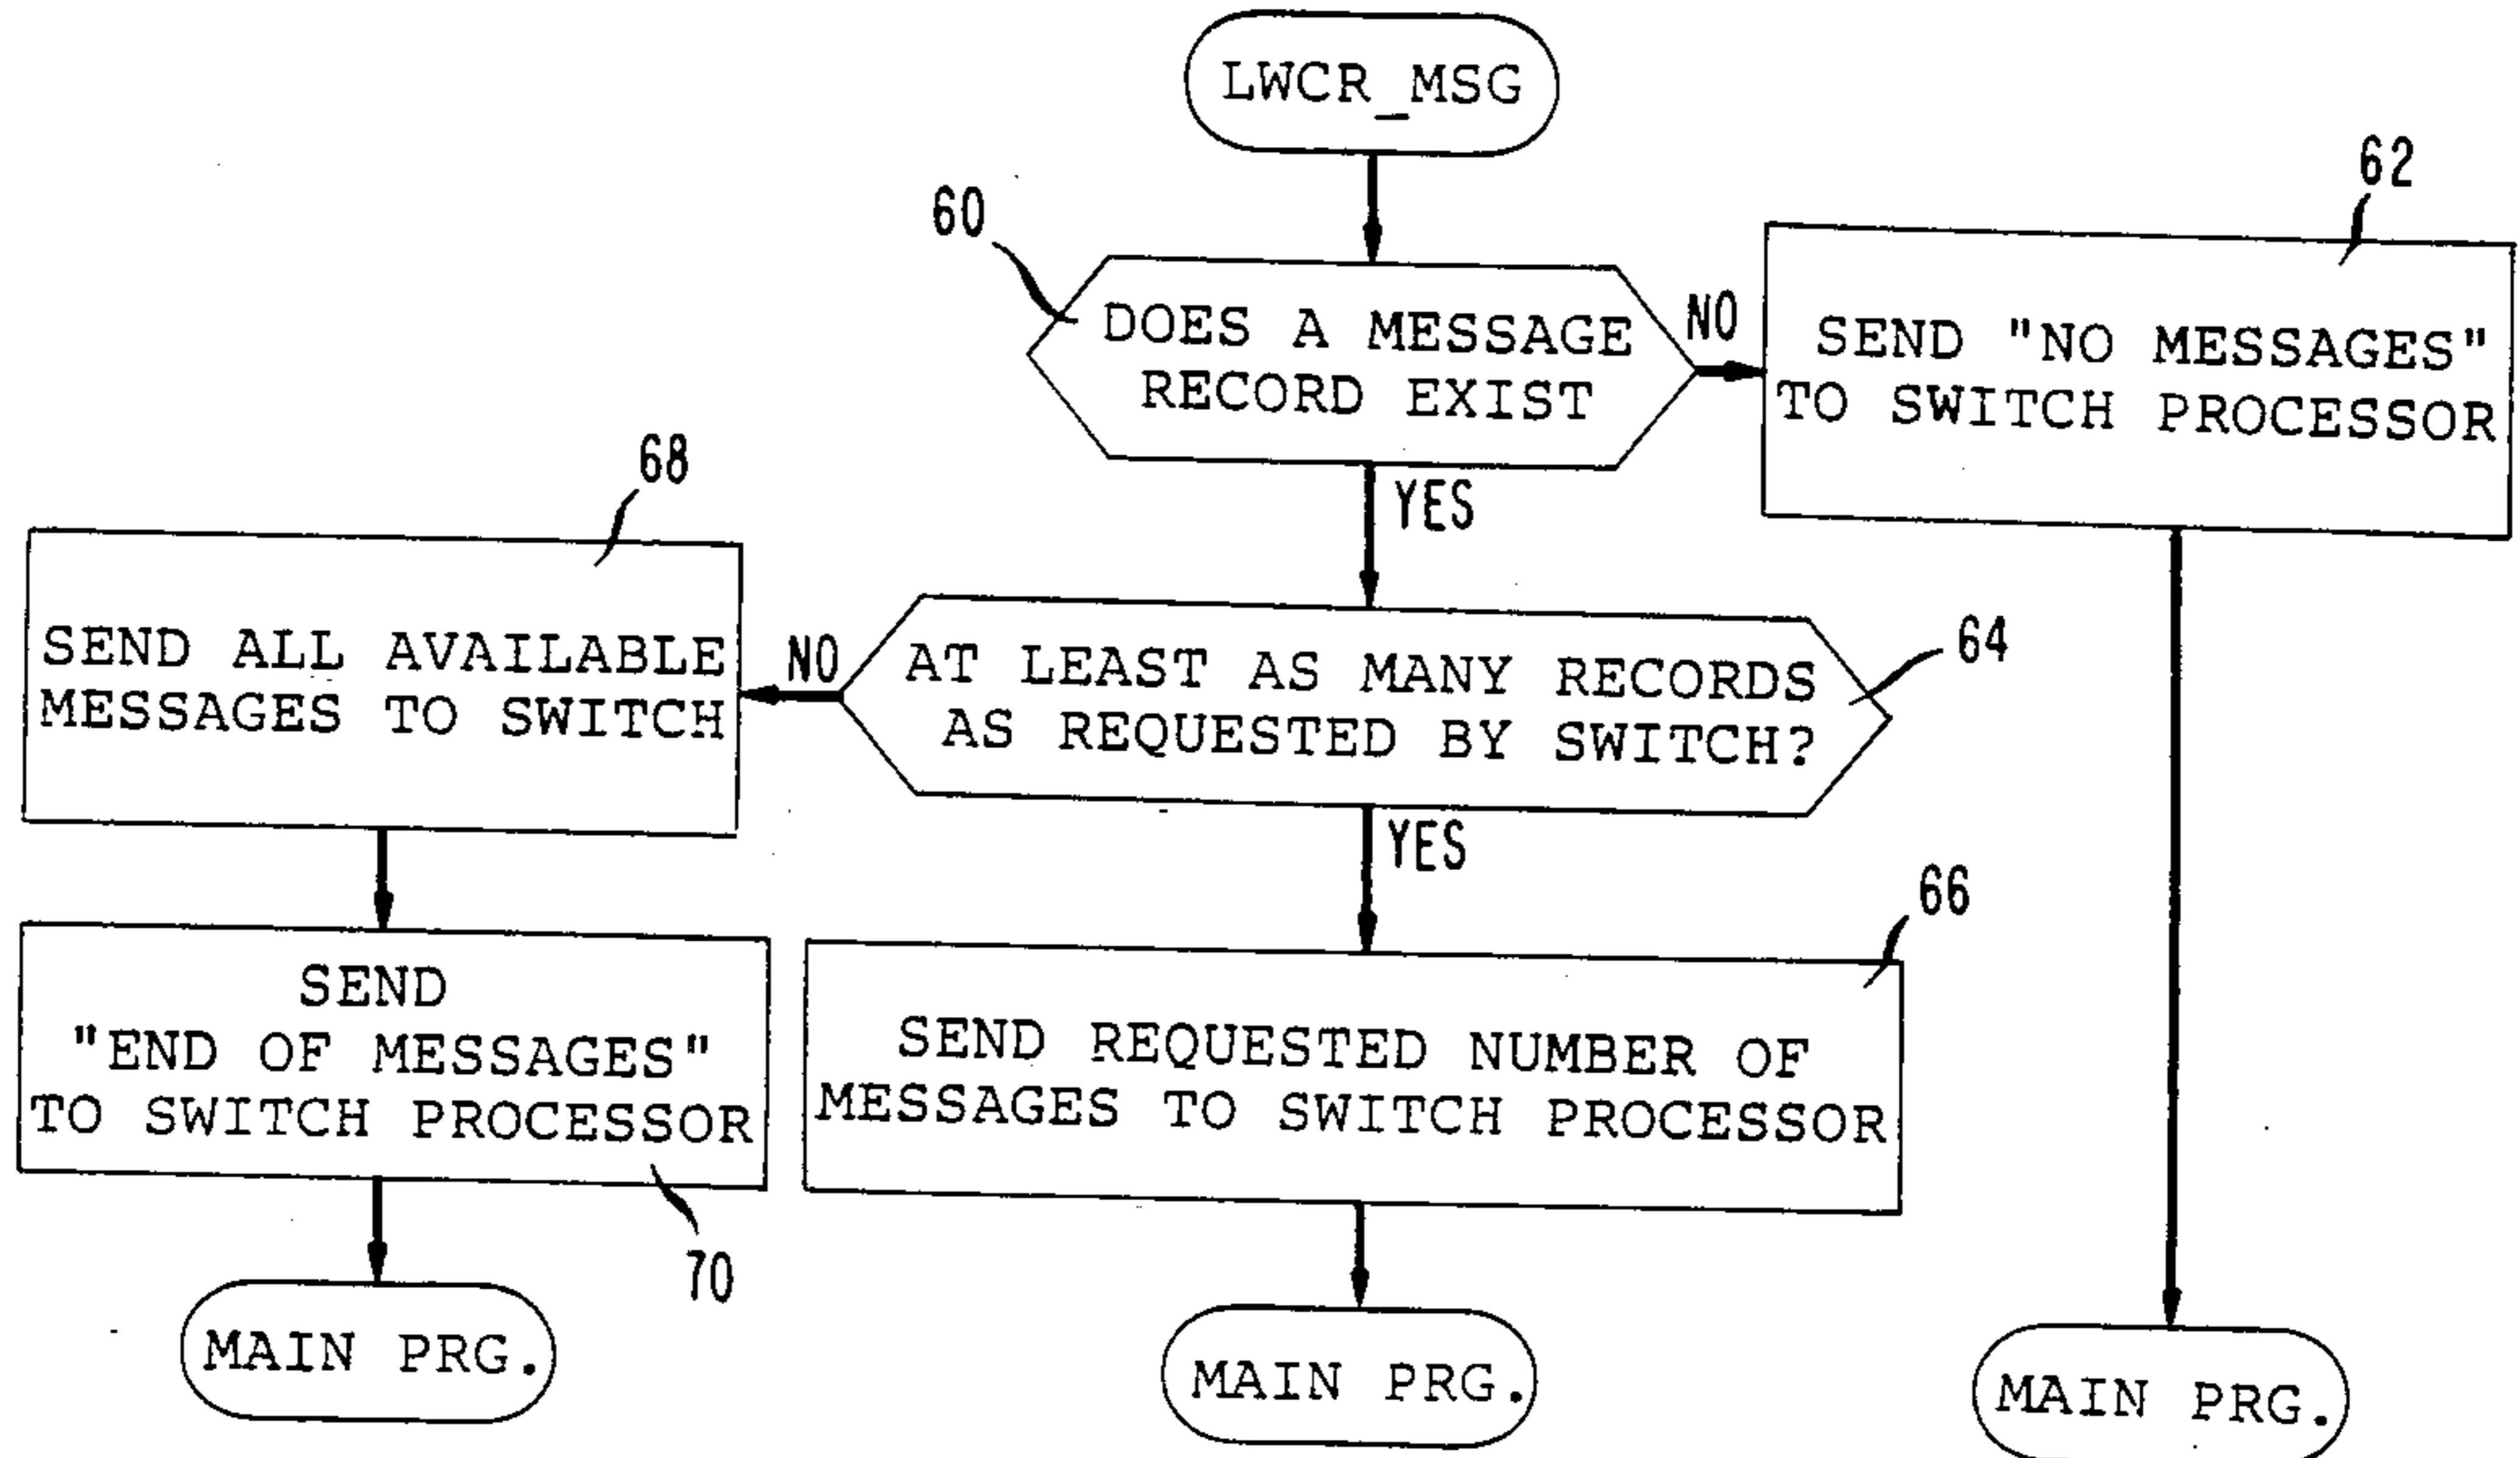 LWCR_MSG
60
DOES A MESSAGE
RECORD EXIST
NO
62
SEND "NO MESSAGES"
TO SWITCH PROCESSOR
YES
68
SEND ALL AVAILABLE
MESSAGES TO SWITCH
NO
64
AT LEAST AS MANY RECORDS
AS REQUESTED BY SWITCH?
YES
66
SEND
"END OF MESSAGES"
TO SWITCH PROCESSOR
70
SEND REQUESTED NUMBER OF
MESSAGES TO SWITCH PROCESSOR
MAIN PRG.
MAIN PRG.
MAIN PRG.